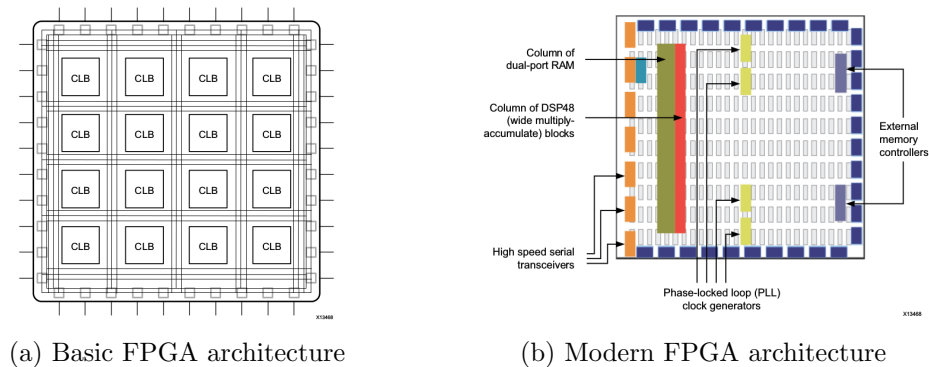 CLB CLB CLB CLB
CLB CLB CLB CLB
CLB CLB CLB CLB
CLB CLB CLB CLB
X13468
(a) Basic FPGA architecture
Column of
dual-port RAM
Column of DSP48
(wide multiply-
accumulate) blocks
High speed serial
transceivers
Phase-locked loop (PLL)
clock generators
External
memory
controllers
X13468
(b) Modern FPGA architecture